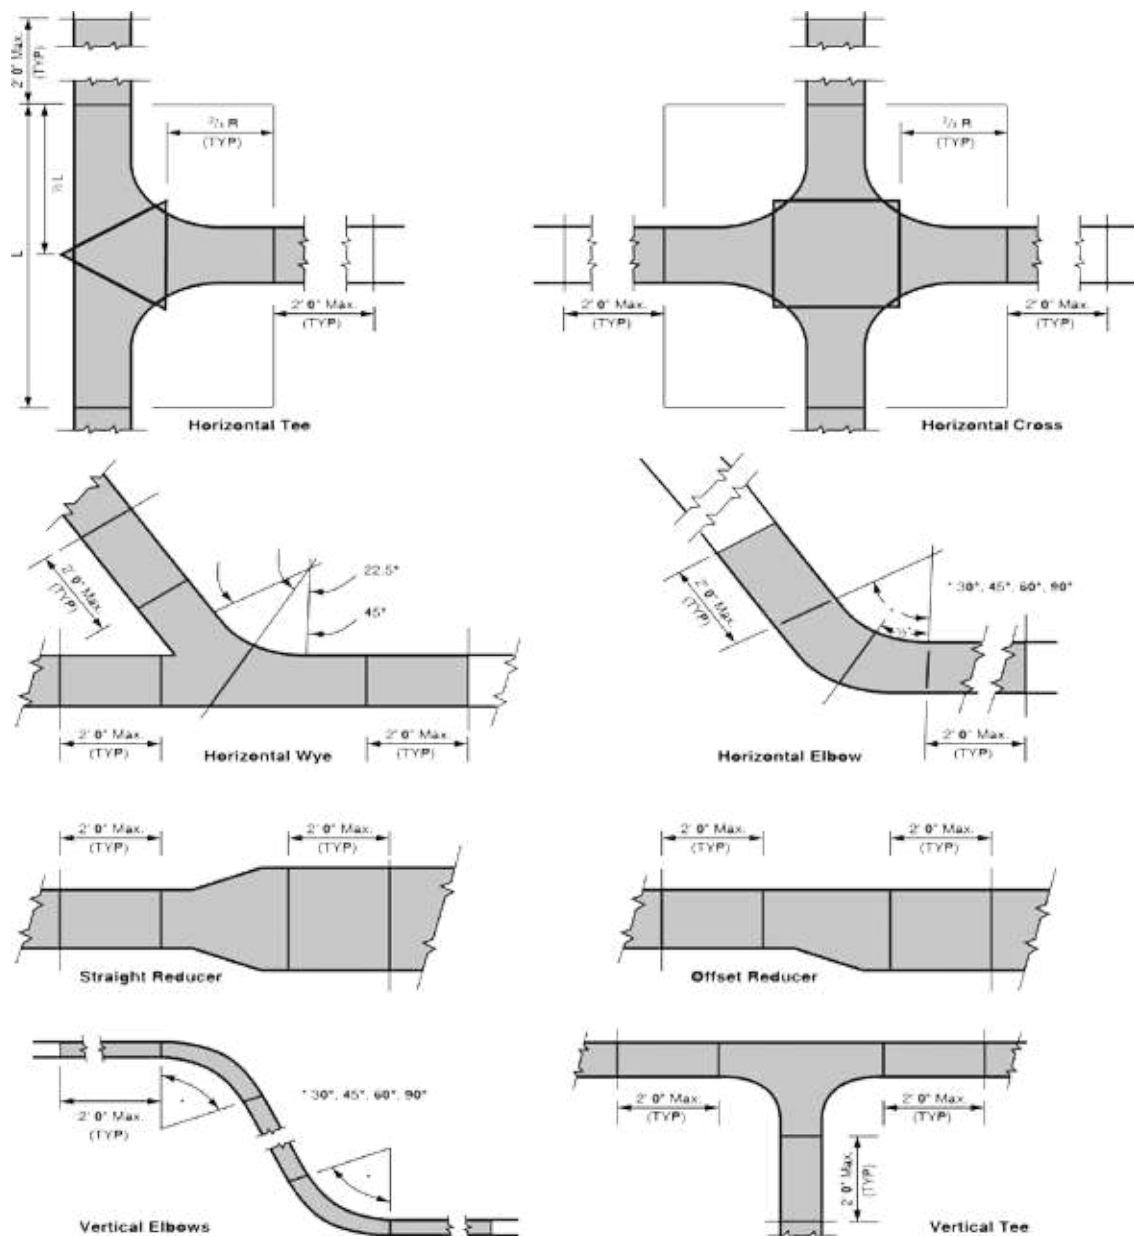 2' 0" Max.
(TYP)
2/3 R
(TYP)
½ L
L
2' 0" Max.
(TYP)
Horizontal Tee
2/3 R
(TYP)
2' 0" Max.
(TYP)
2' 0" Max.
(TYP)
Horizontal Cross
2' 0" Max.
(TYP)
22.5°
45°
2' 0" Max.
(TYP)
2' 0" Max.
(TYP)
Horizontal Wye
2' 0" Max.
(TYP)
* 30°, 45°, 60°, 90°
*
½*
2' 0" Max.
(TYP)
Horizontal Elbow
2' 0" Max.
(TYP)
2' 0" Max.
(TYP)
Straight Reducer
2' 0" Max.
(TYP)
2' 0" Max.
(TYP)
Offset Reducer
2' 0" Max.
(TYP)
*
* 30°, 45°, 60°, 90°
*
Vertical Elbows
2' 0" Max.
(TYP)
2' 0" Max.
(TYP)
2' 0" Max.
(TYP)
Vertical Tee